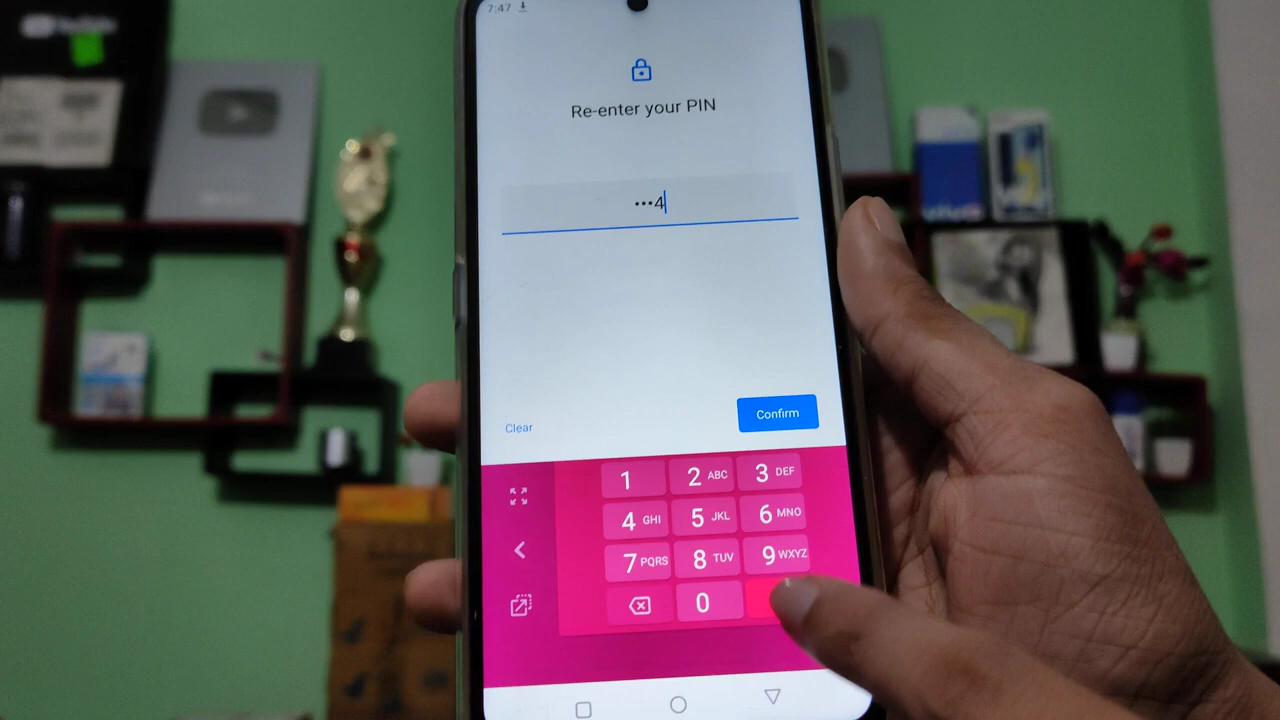 7:47
Re-enter your PIN
•••4
Clear
Confirm
1
2 ABC
3 DEF
4 GHI
5 JKL
6 MNO
7 PQRS
8 TUV
9 WXYZ
0
vivo